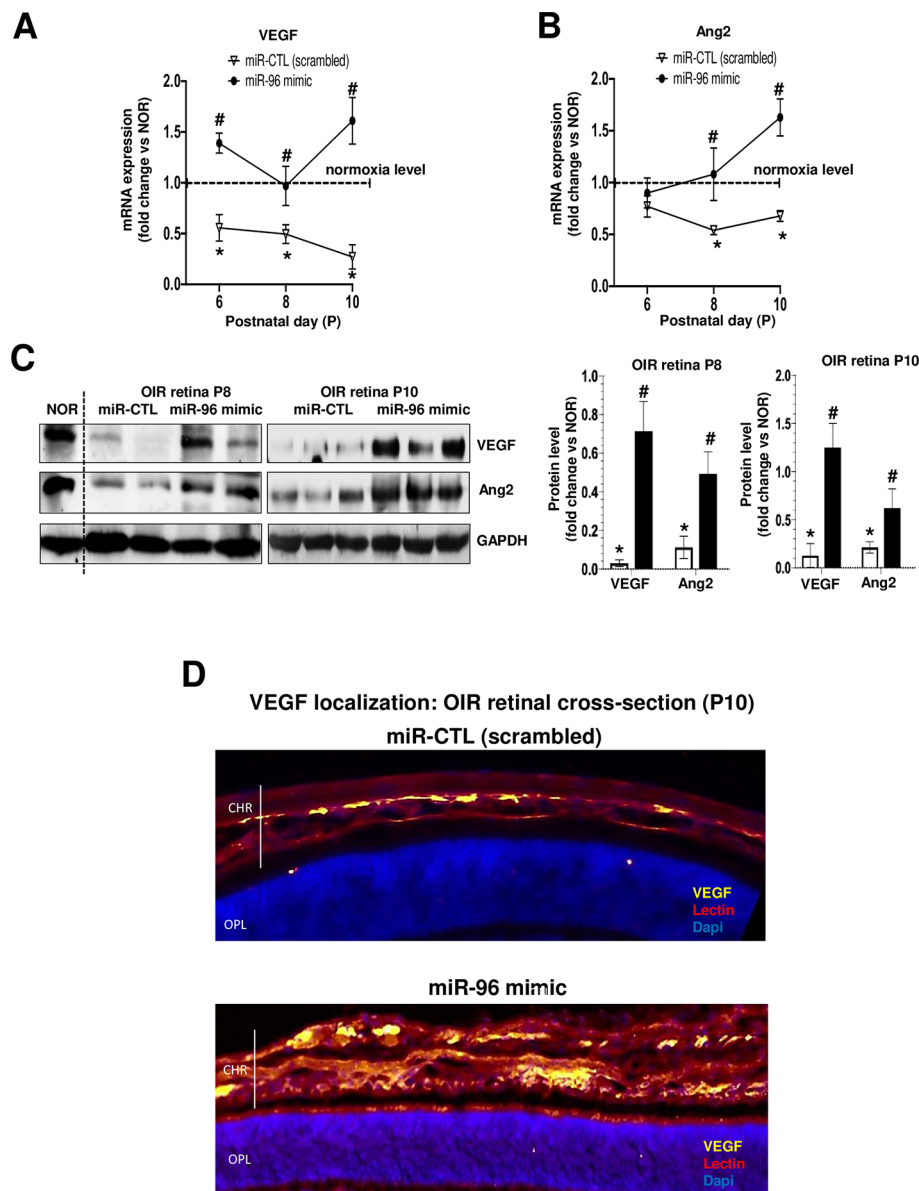 A
VEGF
miR-CTL (scrambled)
miR-96 mimic
mRNA expression
(fold change vs NOR)
2.0
1.5
1.0
0.5
0.0
#
#
#
normoxia level
*
*
*
6
8
10
Postnatal day (P)
B
Ang2
miR-CTL (scrambled)
miR-96 mimic
mRNA expression
(fold change vs NOR)
2.0
1.5
1.0
0.5
0.0
#
#
normoxia level
*
*
6
8
10
Postnatal day (P)
C
OIR retina P8
OIR retina P10
NOR
miR-CTL
miR-96 mimic
miR-CTL
miR-96 mimic
VEGF
Ang2
GAPDH
OIR retina P8
Protein level
(fold change vs NOR)
1.0
0.8
0.6
0.4
0.2
0.0
*
#
*
#
VEGF
Ang2
OIR retina P10
Protein level
(fold change vs NOR)
2.0
1.5
1.0
0.5
0.0
*
#
*
#
VEGF
Ang2
D
VEGF localization: OIR retinal cross-section (P10)
miR-CTL (scrambled)
CHR
OPL
VEGF
Lectin
Dapi
miR-96 mimic
CHR
OPL
VEGF
Lectin
Dapi